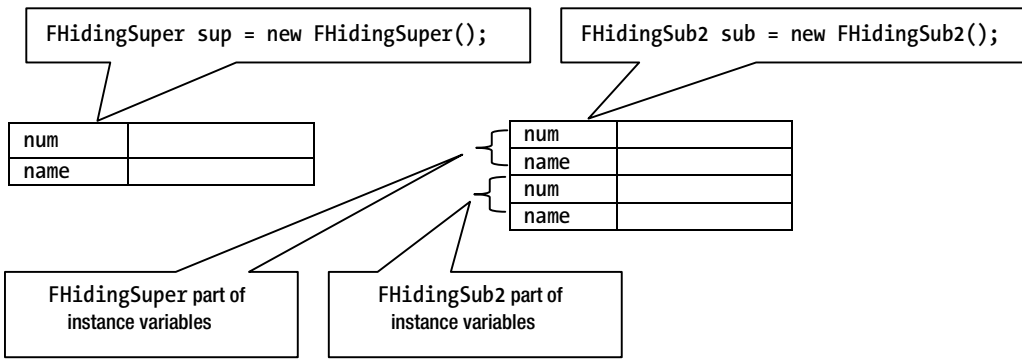 FHidingSuper sup = new FHidingSuper();
FHidingSub2 sub = new FHidingSub2();
num
name
num
name
num
name
FHidingSuper part of
instance variables
FHidingSub2 part of
instance variables